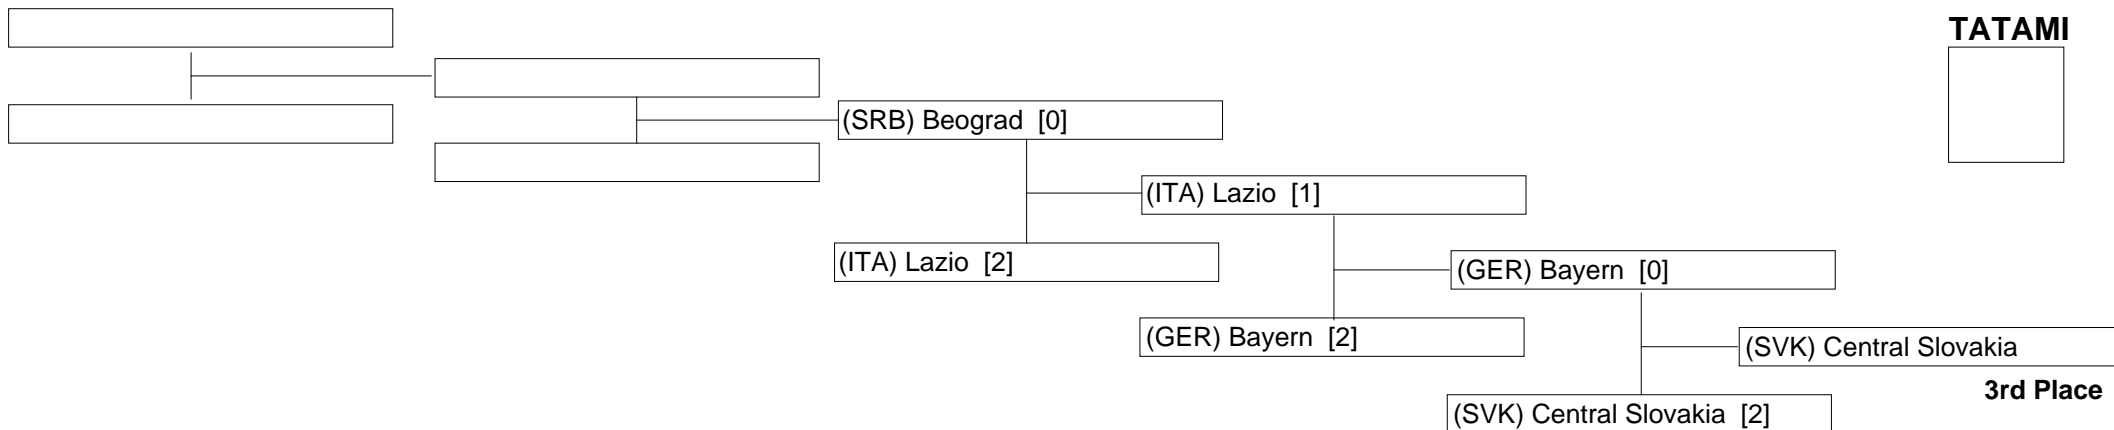 TATAMI
(SRB) Beograd [0]
(ITA) Lazio [1]
(ITA) Lazio [2]
(GER) Bayern [0]
(GER) Bayern [2]
(SVK) Central Slovakia
3rd Place
(SVK) Central Slovakia [2]